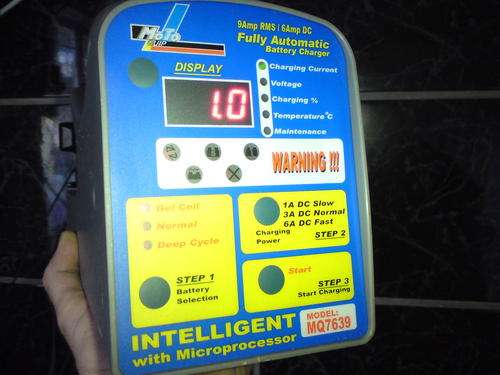 MOTO
QUIP
9Amp RMS / 6Amp DC
Fully Automatic
Battery Charger
DISPLAY
1.0
Charging Current
Voltage
Charging %
Temperature°C
Maintenance
WARNING !!!
Gel Cell
Normal
Deep Cycle
STEP 1
Battery
Selection
1A DC Slow
3A DC Normal
6A DC Fast
Charging
Power
STEP 2
Start
STEP 3
Start Charging
INTELLIGENT
with Microprocessor
MODEL:
MQ7639